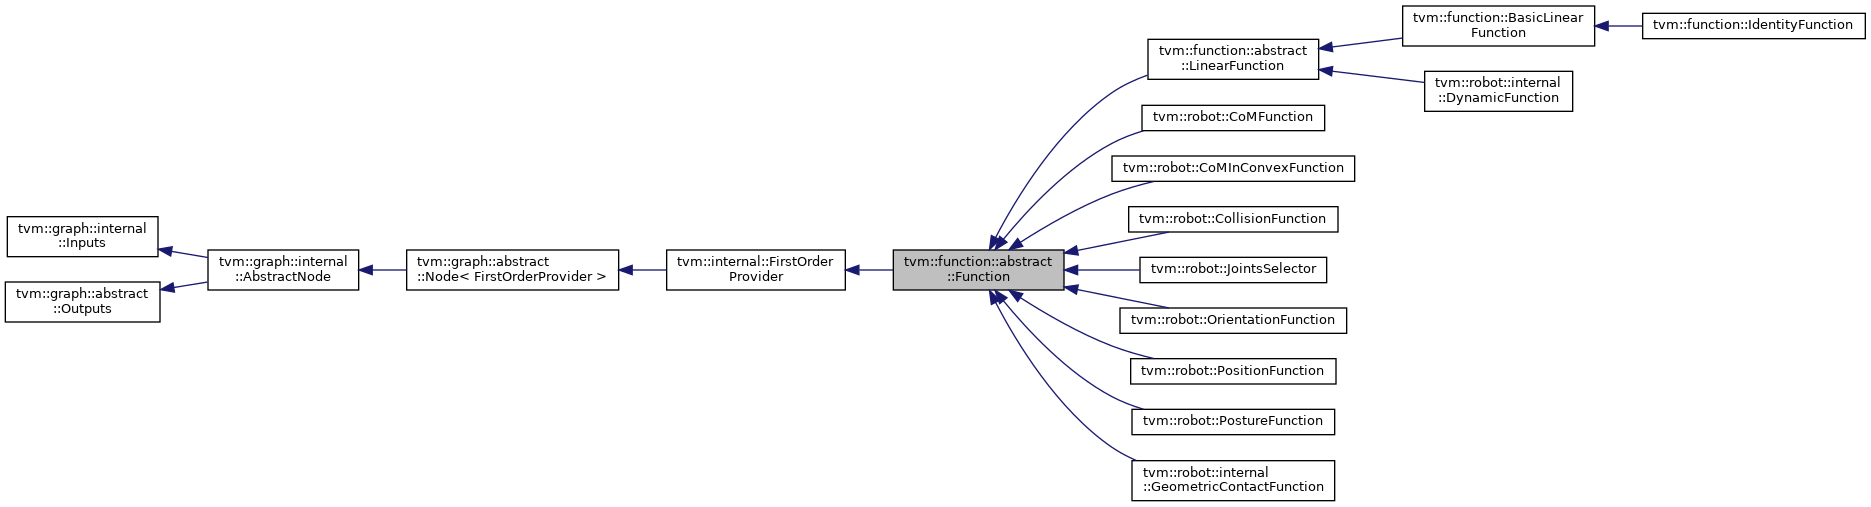 tvm::graph::internal
::Inputs
tvm::graph::abstract
::Outputs
tvm::graph::internal
::AbstractNode
tvm::graph::abstract
::Node< FirstOrderProvider >
tvm::internal::FirstOrder
Provider
tvm::function::abstract
::Function
tvm::function::abstract
::LinearFunction
tvm::function::BasicLinear
Function
tvm::function::IdentityFunction
tvm::robot::internal
::DynamicFunction
tvm::robot::CoMFunction
tvm::robot::CoMInConvexFunction
tvm::robot::CollisionFunction
tvm::robot::JointsSelector
tvm::robot::OrientationFunction
tvm::robot::PositionFunction
tvm::robot::PostureFunction
tvm::robot::internal
::GeometricContactFunction